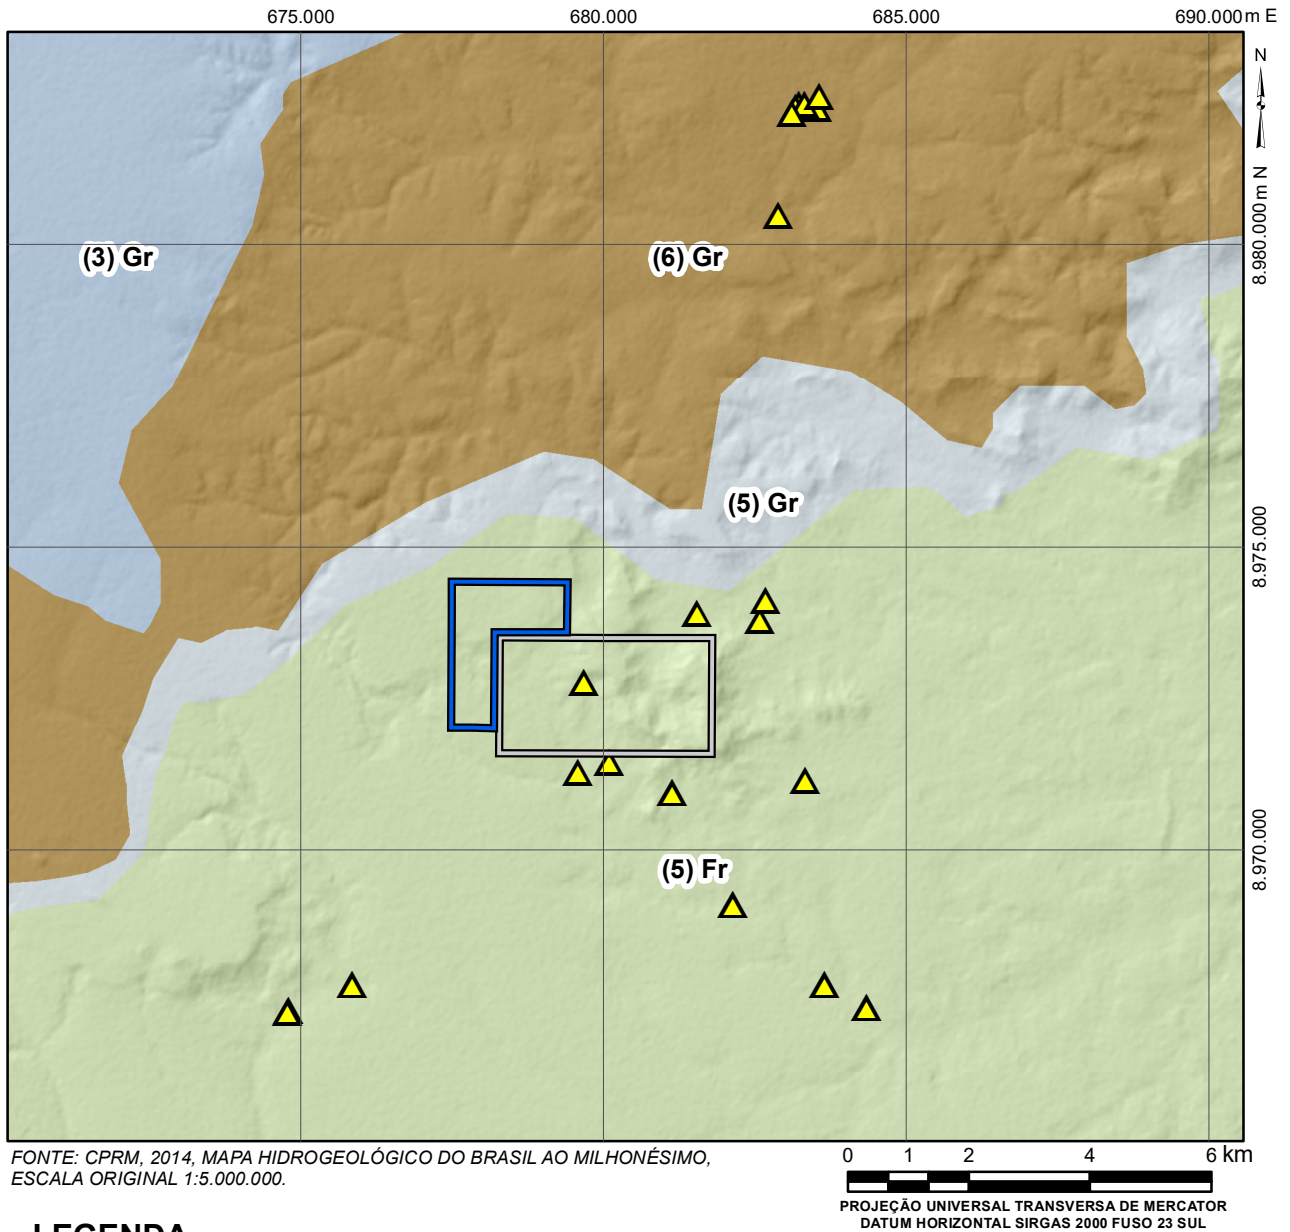 675.000 680.000 685.000 690.000 m E
N
8.980.000 m N
(3) Gr
(6) Gr
(5) Gr
8.975.000
(5) Fr
8.970.000
FONTE: CPRM, 2014, MAPA HIDROGEOLÓGICO DO BRASIL AO MILHONÉSIMO,
ESCALA ORIGINAL 1:5.000.000.
0 1 2 4 6 km
PROJEÇÃO UNIVERSAL TRANSVERSA DE MERCATOR
DATUM HORIZONTAL SIRGAS 2000 FUSO 23 SUL
LEGENDA